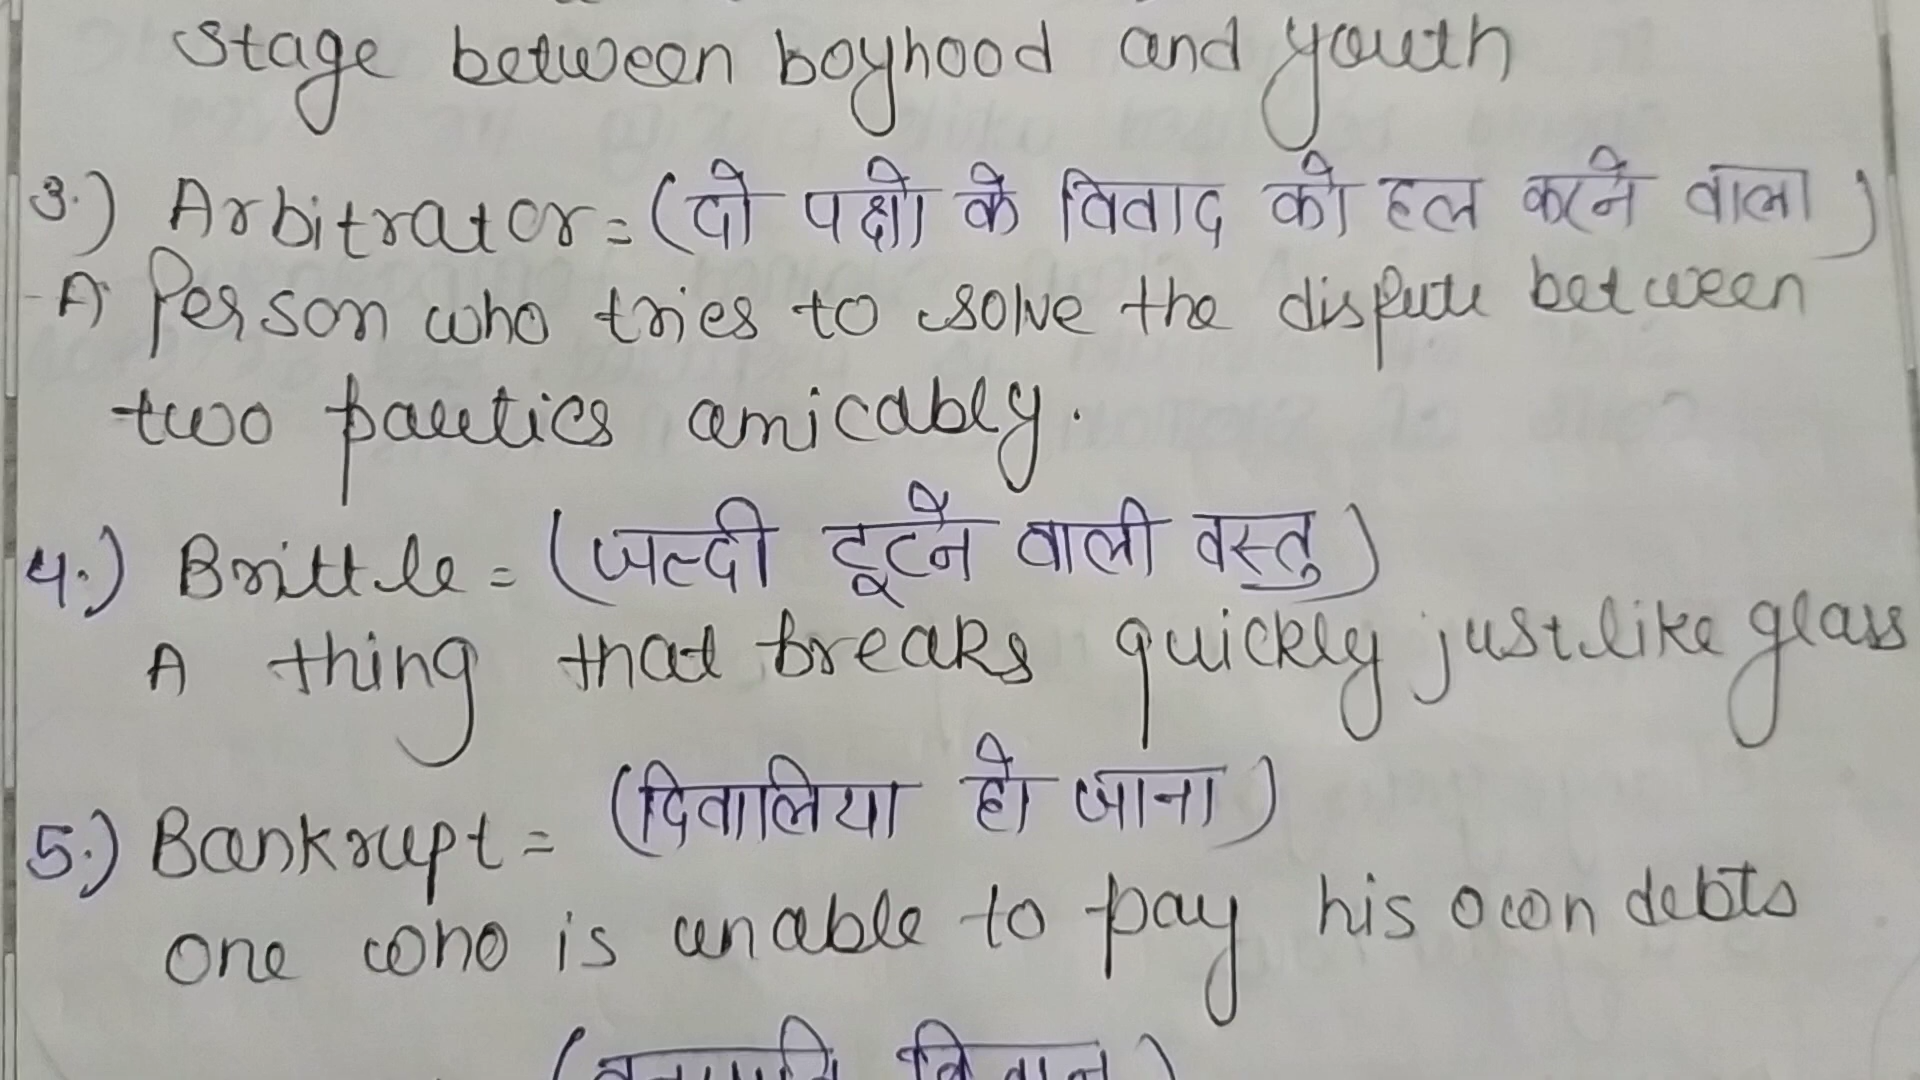 stage between boyhood and youth
3.) Arbitrator = (दो पक्षो के विवाद को हल करने वाला)
- A Person who tries to solve the dispute between
two parties amicably.
4.) Brittle = (जल्दी टूटने वाली वस्तु)
A thing that breaks quickly just like glass
5.) Bankrupt = (दिवालिया हो जाना)
one who is unable to pay his own debts